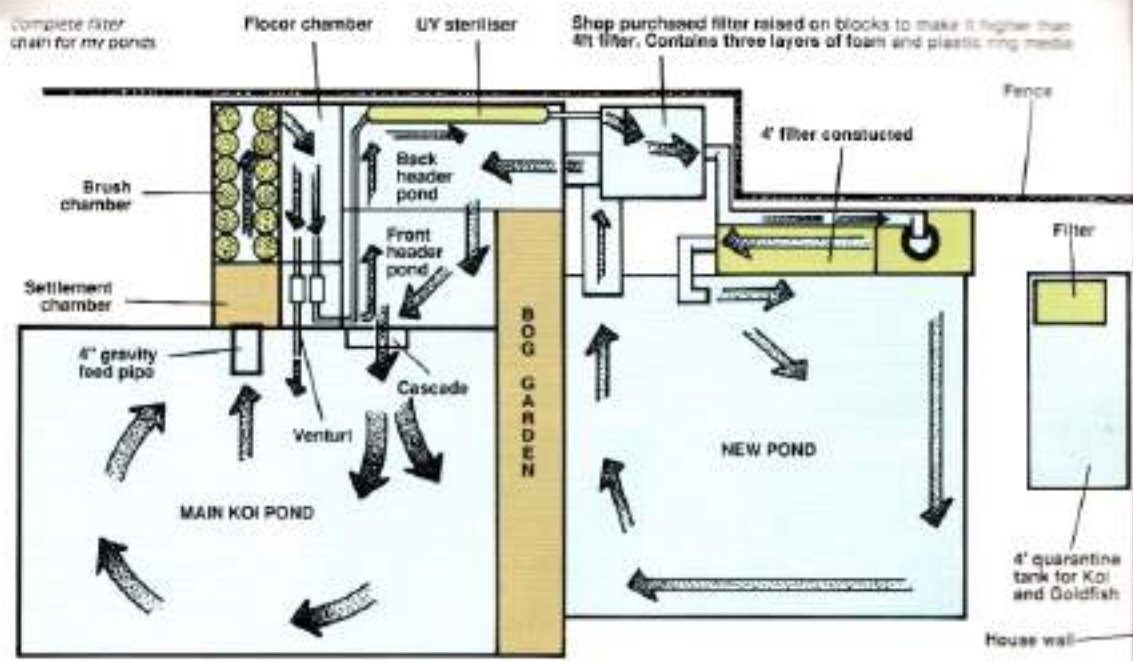 complete filter
chain for my ponds
Flocor chamber
UV steriliser
Shop purchased filter raised on blocks to make it higher than
4ft filter. Contains three layers of foam and plastic ring media
Fence
4' filter constucted
Back
header
pond
Brush
chamber
Front
header
pond
Filter
Settlement
chamber
4" gravity
feed pipe
Cascade
Venturi
BOG GARDEN
NEW POND
MAIN KOI POND
4' quarantine
tank for Koi
and Goldfish
House wall